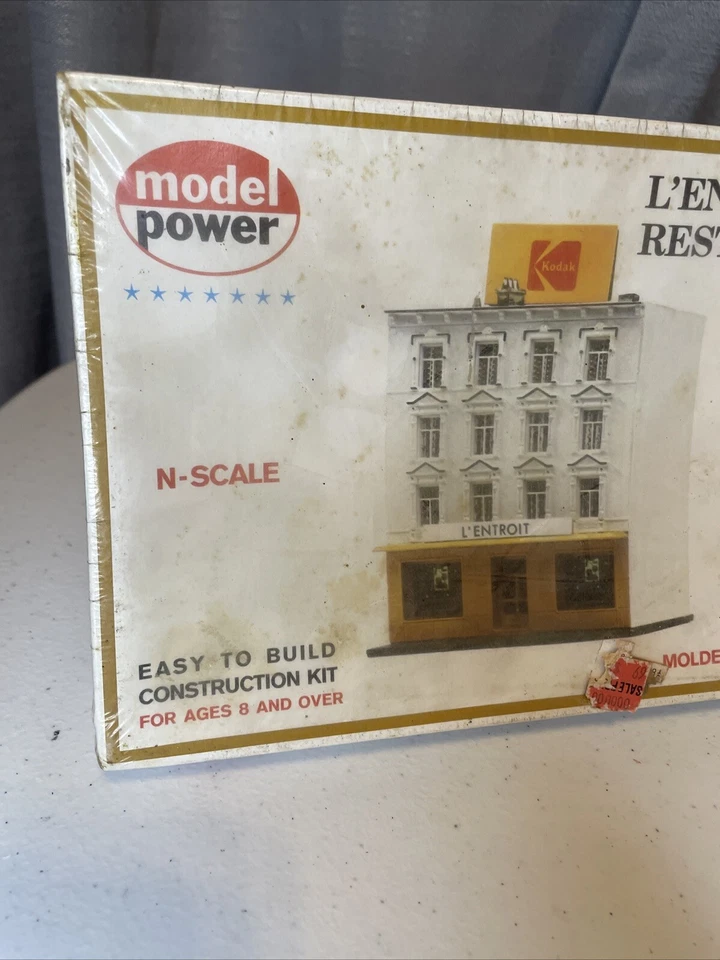 model
power
L'EN
REST
Kodak
N-SCALE
L'ENTROIT
EASY TO BUILD
CONSTRUCTION KIT
FOR AGES 8 AND OVER
MOLDE
SALE